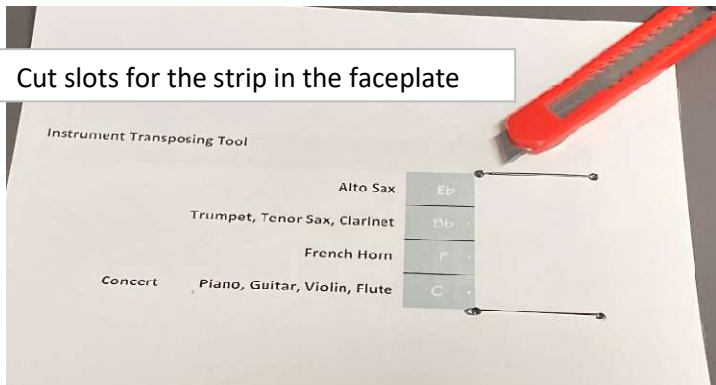 Cut slots for the strip in the faceplate
Instrument Transposing Tool
Alto Sax Eb
Trumpet, Tenor Sax, Clarinet Bb
French Horn F
Concert Piano, Guitar, Violin, Flute C